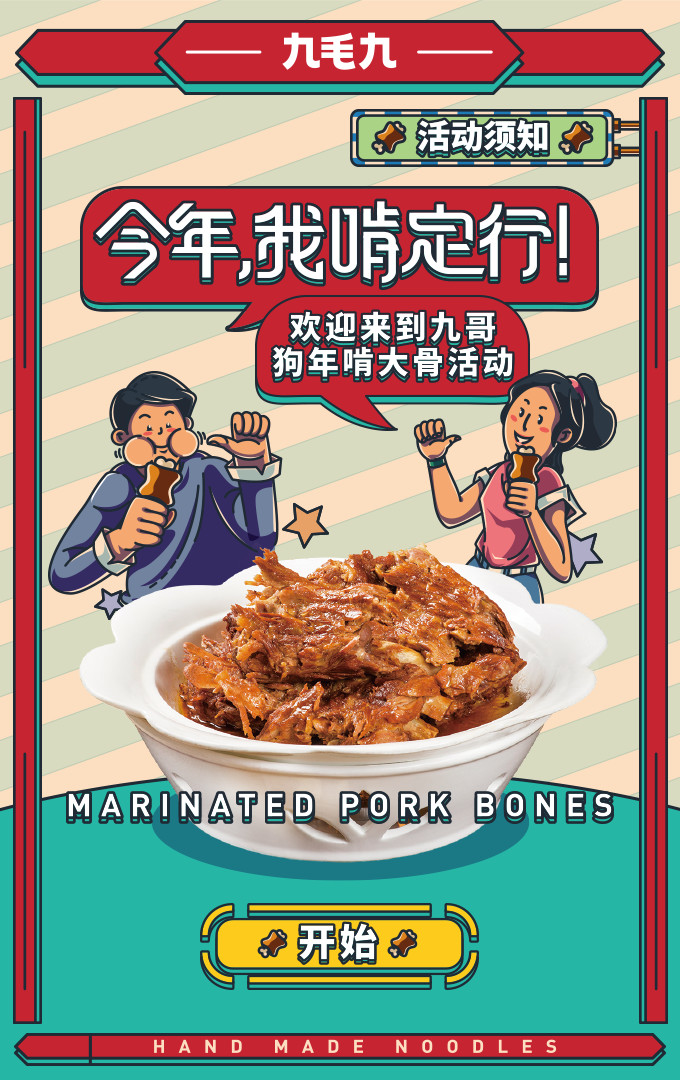 九毛九
活动须知
今年,我啃定行!
欢迎来到九哥
狗年啃大骨活动
MARINATED PORK BONES
开始
HAND MADE NOODLES